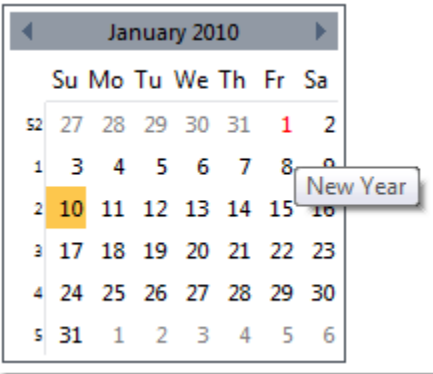 January 2010
Su Mo Tu We Th Fr Sa
52 27 28 29 30 31 1 2
1 3 4 5 6 7 8 9
New Year
2 10 11 12 13 14 15 16
3 17 18 19 20 21 22 23
4 24 25 26 27 28 29 30
5 31 1 2 3 4 5 6